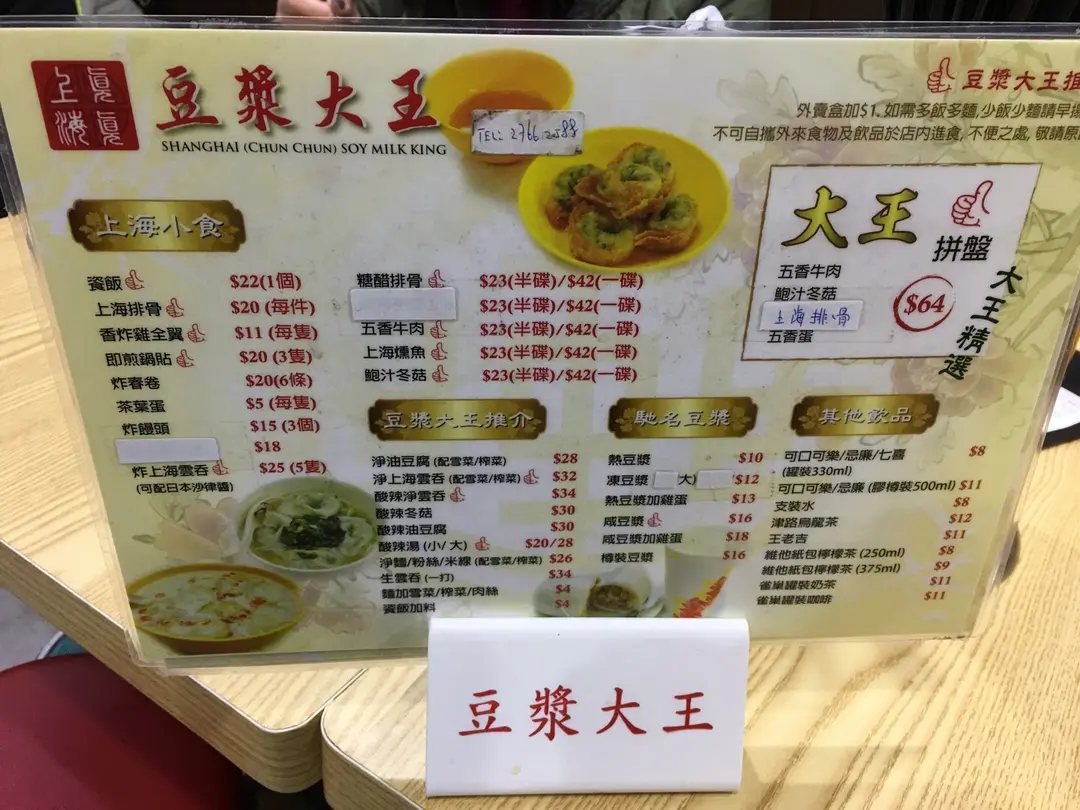 上海 真真
豆漿大王
SHANGHAI (CHUN CHUN) SOY MILK KING
豆漿大王推
外賣盒加$1. 如需多飯多麵,少飯少麵請早
不可自攜外來食物及飲品於店內進食, 不便之處, 敬請
上海小食
瓷飯 $22(1個)
上海排骨 $20 (每件)
香炸雞全翼 $11 (每隻)
即煎鍋貼 $20 (3隻)
炸春卷 $20(6條)
茶葉蛋 $5 (每隻)
炸饅頭 $15 (3個)
$18
炸上海雲吞 $25 (5隻)
(可配日本沙律醬)
糖醋排骨 $23(半碟)/$42(一碟)
$23(半碟)/$42(一碟)
五香牛肉 $23(半碟)/$42(一碟)
上海燻魚 $23(半碟)/$42(一碟)
鮑汁冬菇 $23(半碟)/$42(一碟)
大王
拼盤
五香牛肉
鮑汁冬菇
上海排骨
五香蛋
$64
大王精選
豆漿大王推介
淨油豆腐 (配雪菜/榨菜) $28
淨上海雲吞 (配雪菜/榨菜) $32
酸辣淨雲吞 $34
酸辣冬菇 $30
酸辣油豆腐 $30
酸辣湯 (小/ 大) $20/28
淨麵/粉絲/米線 (配雪菜/榨菜) $26
生雲吞 (一打) $34
麵加雪菜/榨菜/肉絲 $4
瓷飯加料 $4
馳名豆漿
熱豆漿 $10
凍豆漿 大) $12
熱豆漿加雞蛋 $13
咸豆漿 $16
咸豆漿加雞蛋 $18
樽裝豆漿 $16
其他飲品
可口可樂/忌廉/七喜 $8
(罐裝330ml)
可口可樂/忌廉 (膠樽裝500ml) $11
支裝水 $8
津路烏龍茶 $12
王老吉 $11
維他紙包檸檬茶 (250ml) $8
維他紙包檸檬茶 (375ml) $9
雀巢罐裝奶茶 $11
雀巢罐裝咖啡 $11
豆漿大王